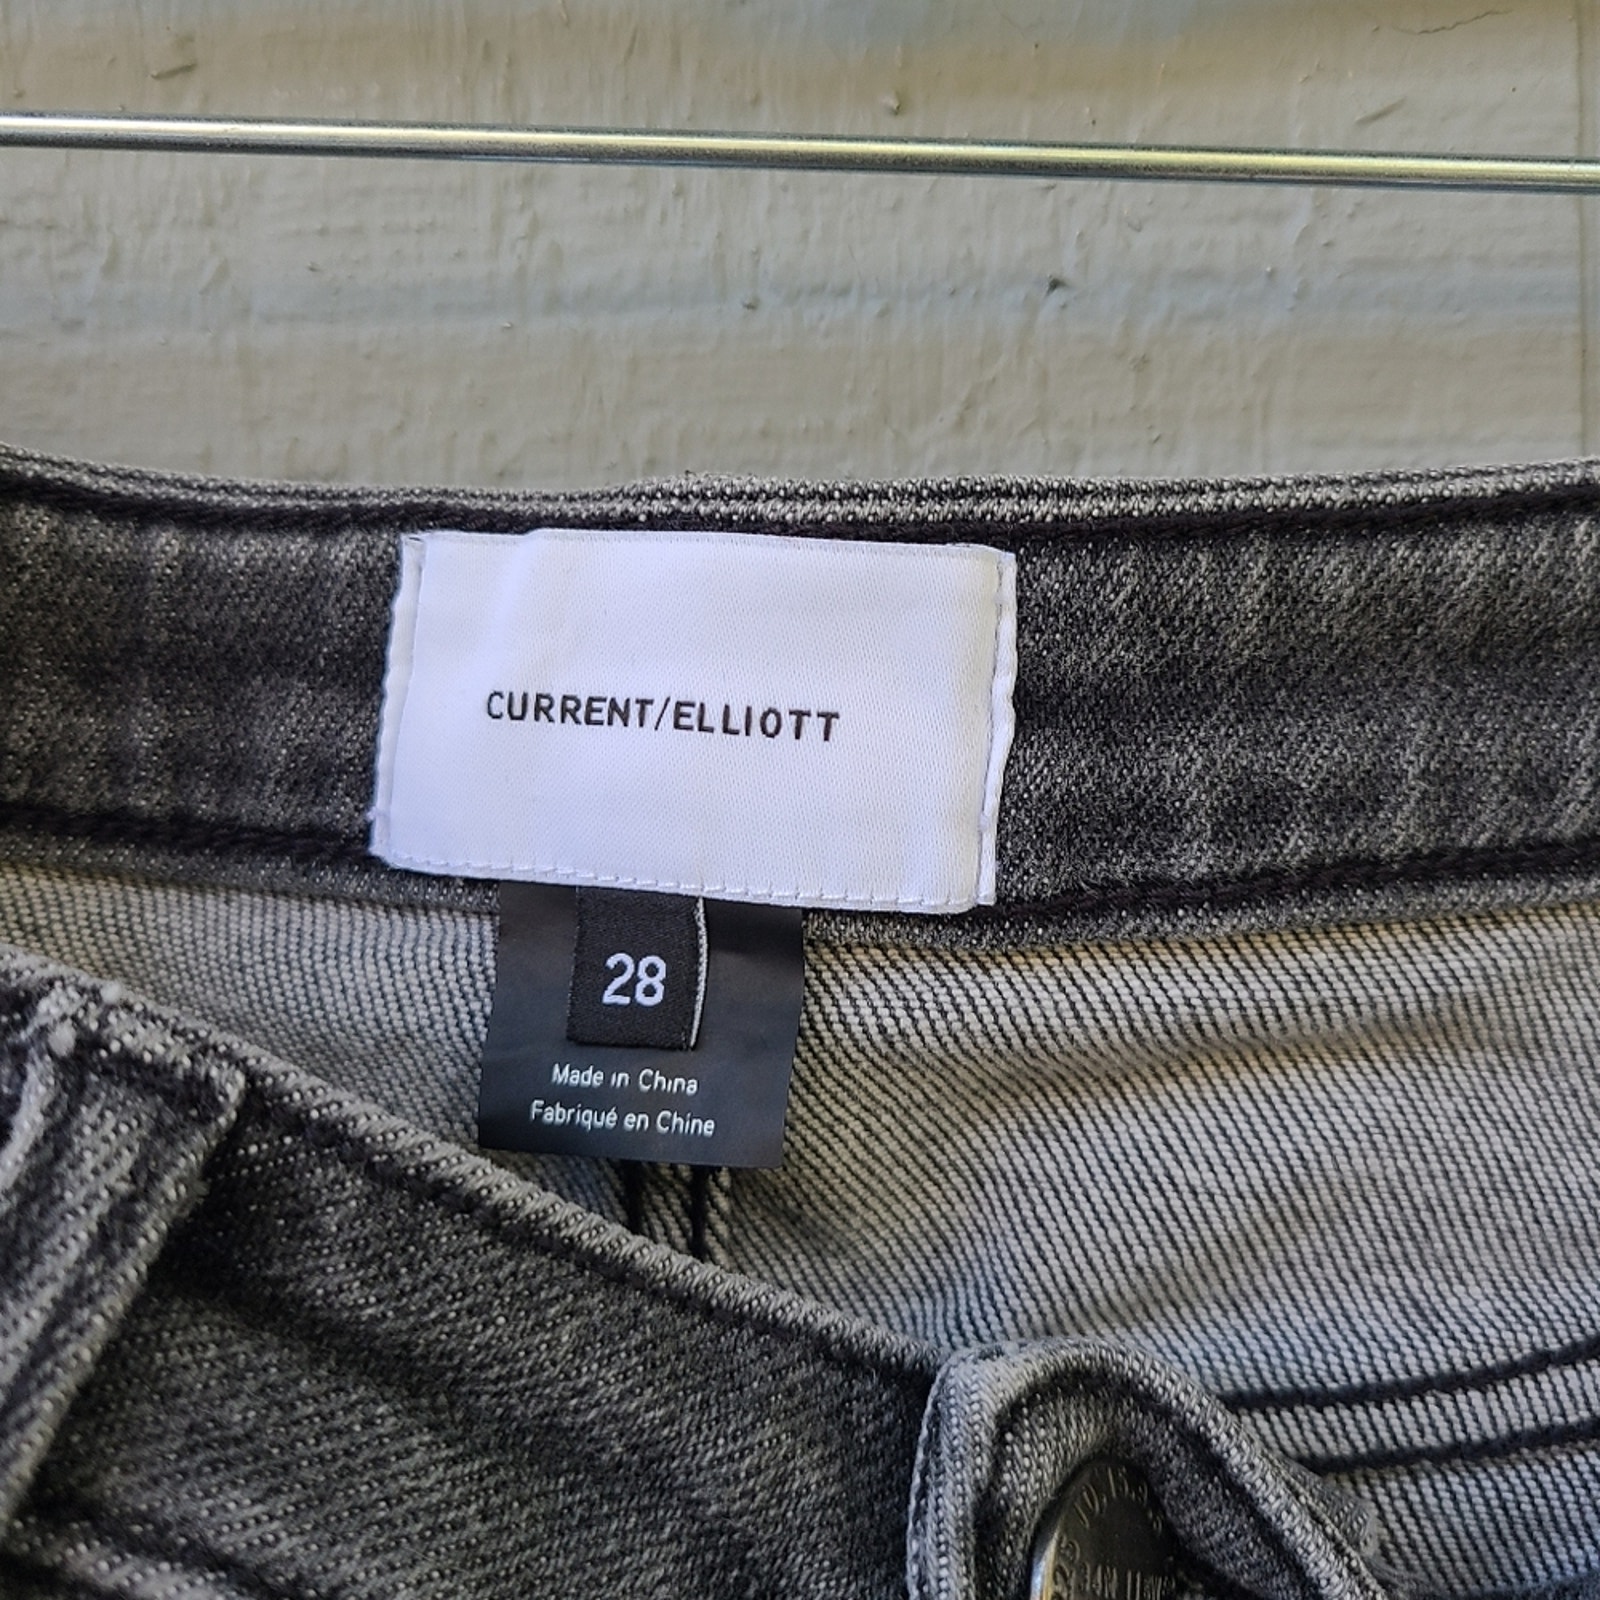 CURRENT/ELLIOTT
28
Made in China
Fabriqué en Chine